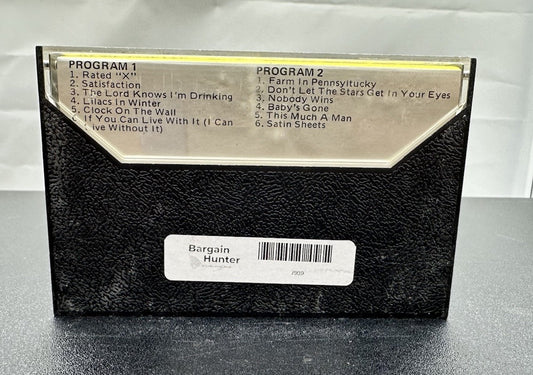 PROGRAM 1
1. Rated "X"
2. Satisfaction
3. The Lord Knows I'm Drinking
4. Lilacs In Winter
5. Clock On The Wall
6. If You Can Live With It (I Can
Live Without It)
PROGRAM 2
1. Farm In Pennsyltucky
2. Don't Let The Stars Get In Your Eyes
3. Nobody Wins
4. Baby's Gone
5. This Much A Man
6. Satin Sheets
Bargain
Hunter